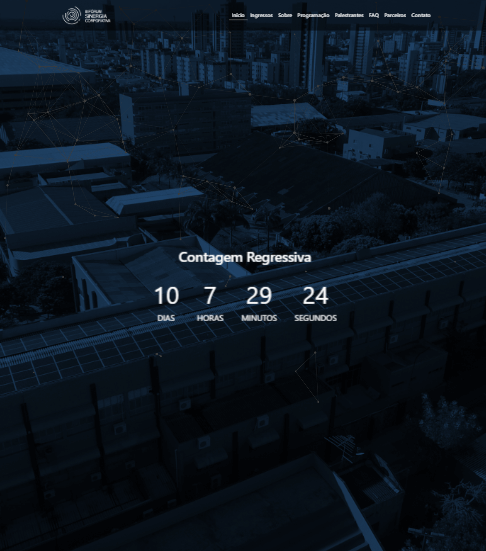 III FÓRUM
SINERGIA
CORPORATIVA
Início Ingressos Sobre Programação Palestrantes FAQ Parceiros Contato
Contagem Regressiva
10 7 29 24
DIAS HORAS MINUTOS SEGUNDOS